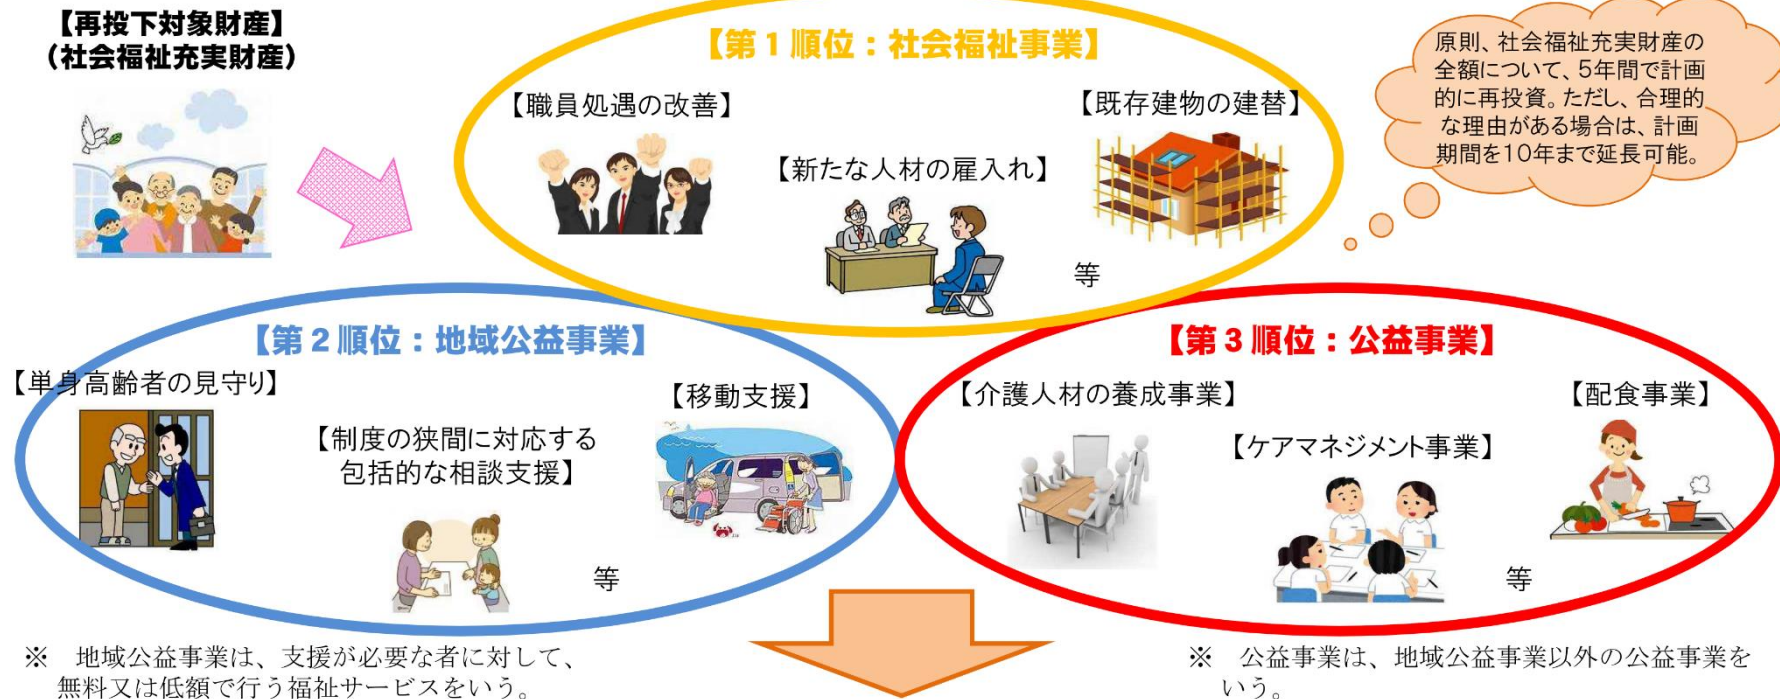 【再投下対象財産】
（社会福祉充実財産）
【第１順位：社会福祉事業】
【職員処遇の改善】
【新たな人材の雇入れ】
【既存建物の建替】
等
原則、社会福祉充実財産の
全額について、5年間で計画
的に再投資。ただし、合理的
な理由がある場合は、計画
期間を10年まで延長可能。
【第２順位：地域公益事業】
【単身高齢者の見守り】
【制度の狭間に対応する
包括的な相談支援】
【移動支援】
等
【第３順位：公益事業】
【介護人材の養成事業】
【ケアマネジメント事業】
【配食事業】
等
※　地域公益事業は、支援が必要な者に対して、
無料又は低額で行う福祉サービスをいう。
※　公益事業は、地域公益事業以外の公益事業を
いう。